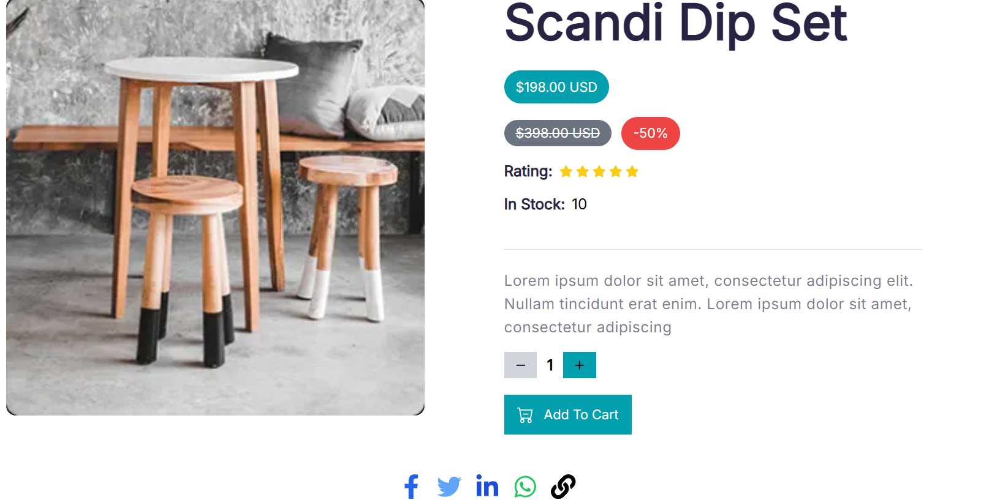 Scandi Dip Set
$198.00 USD
$398.00 USD -50%
Rating:
In Stock: 10
Lorem ipsum dolor sit amet, consectetur adipiscing elit.
Nullam tincidunt erat enim. Lorem ipsum dolor sit amet,
consectetur adipiscing
− 1 +
Add To Cart